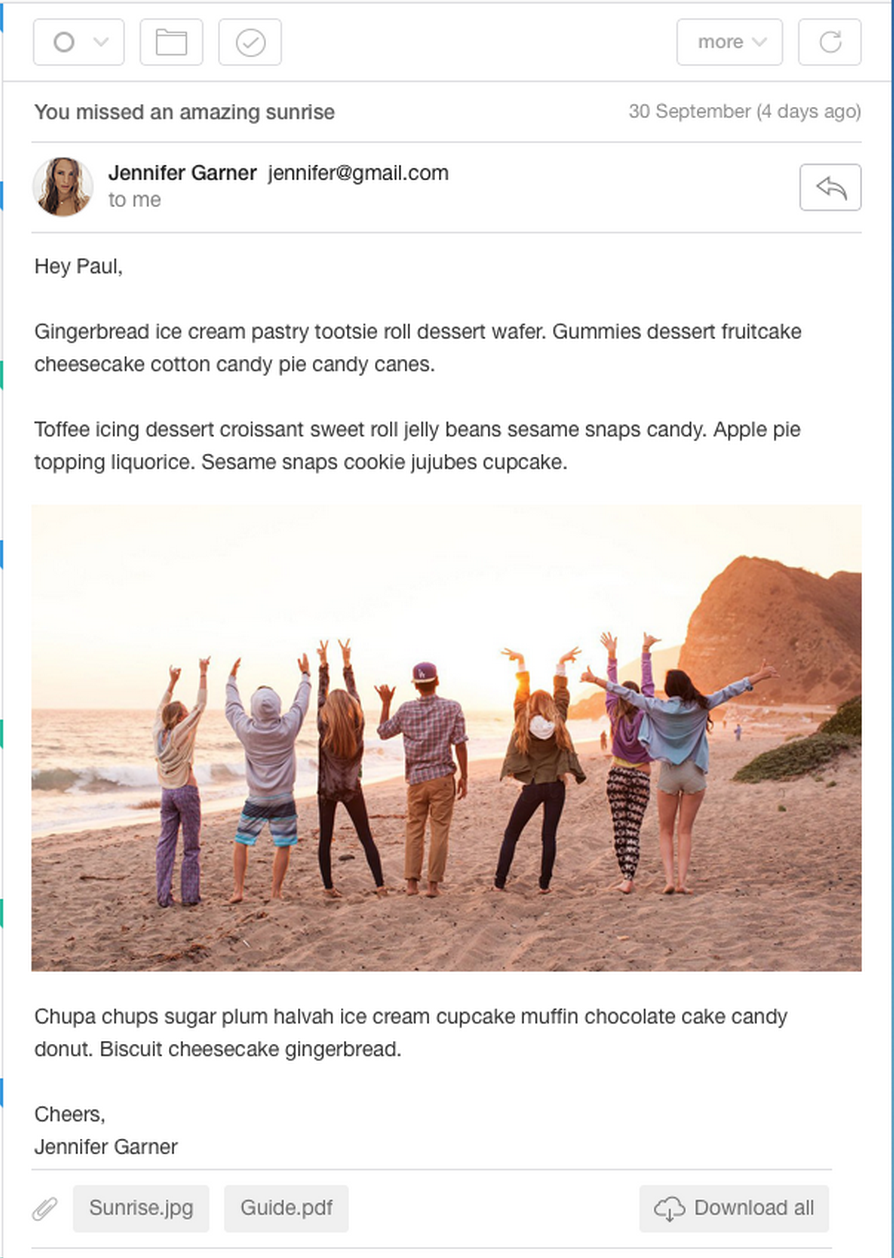 more
You missed an amazing sunrise 30 September (4 days ago)
Jennifer Garner jennifer@gmail.com
to me
Hey Paul,
Gingerbread ice cream pastry tootsie roll dessert wafer. Gummies dessert fruitcake
cheesecake cotton candy pie candy canes.
Toffee icing dessert croissant sweet roll jelly beans sesame snaps candy. Apple pie
topping liquorice. Sesame snaps cookie jujubes cupcake.
Chupa chups sugar plum halvah ice cream cupcake muffin chocolate cake candy
donut. Biscuit cheesecake gingerbread.
Cheers,
Jennifer Garner
Sunrise.jpg Guide.pdf Download all